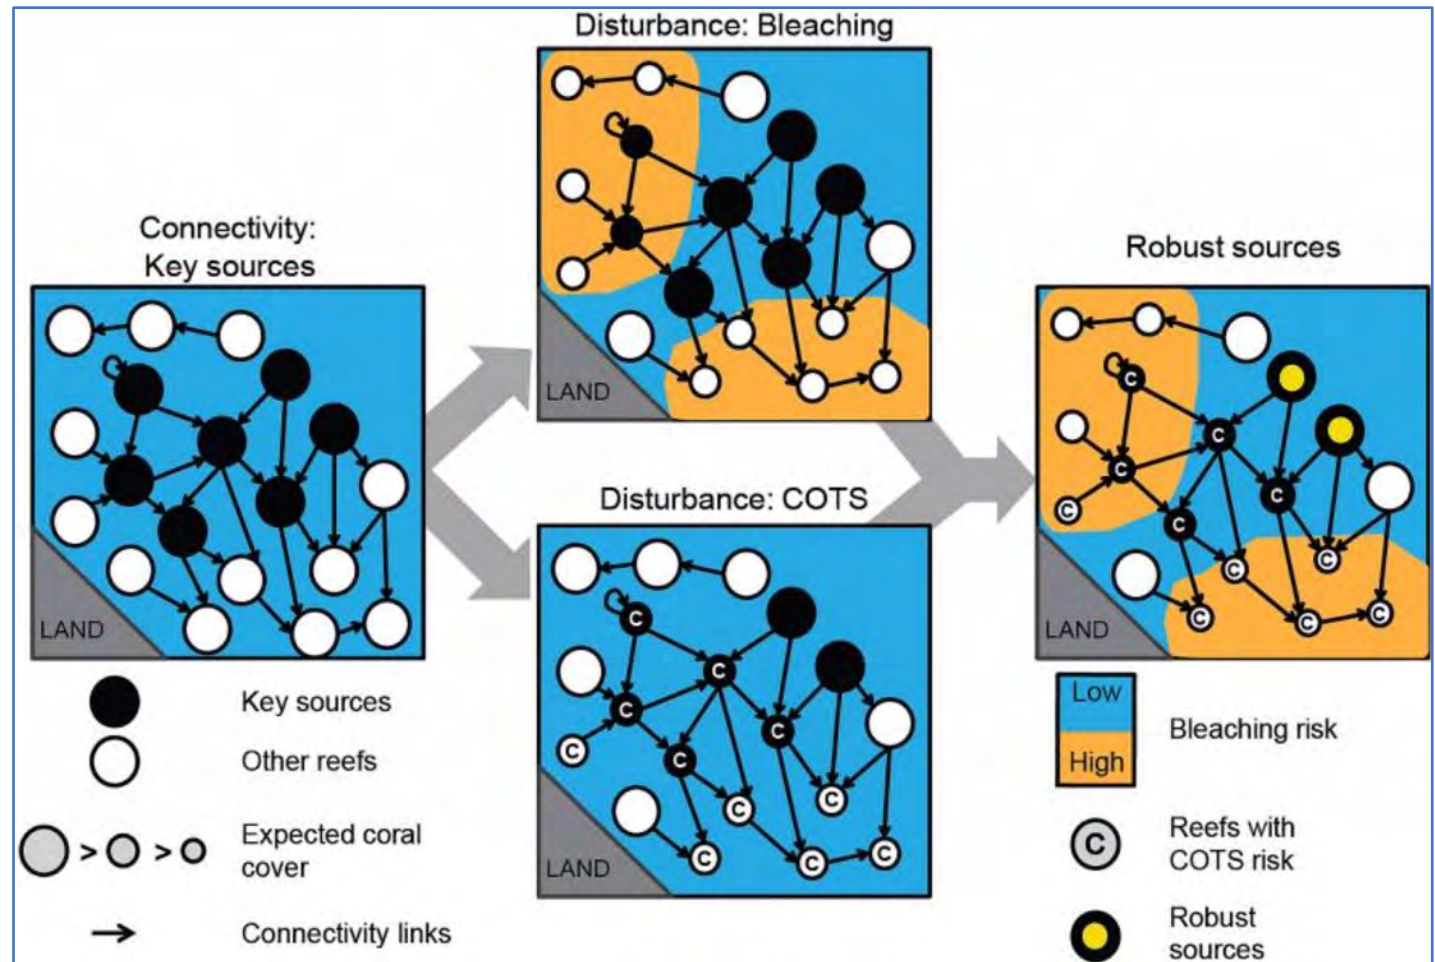 Disturbance: Bleaching
LAND
Connectivity:
Key sources
LAND
Disturbance: COTS
C
C
C
C
C
C
C
C
C
C
C
LAND
Robust sources
C
C
C
C
C
C
C
C
C
C
C
LAND
Key sources
Other reefs
> >
Expected coral
cover
Connectivity links
Low
High
Bleaching risk
C
Reefs with
COTS risk
Robust
sources